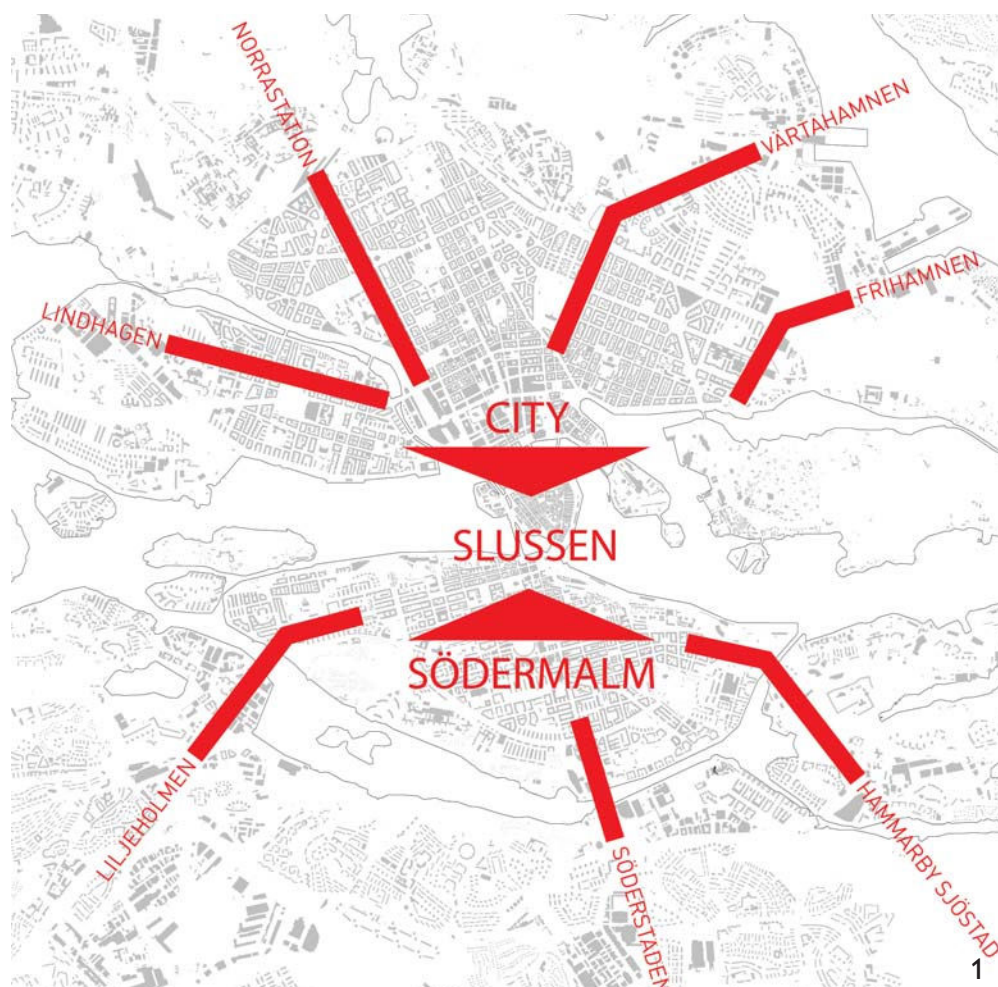 NORRASTATION
VÄRTAHAMNEN
FRIHAMNEN
LINDHAGEN
CITY
SLUSSEN
SÖDERMALM
LILJEHOLMEN
SÖDERSTADEN
HAMMARBY SJÖSTAD
1